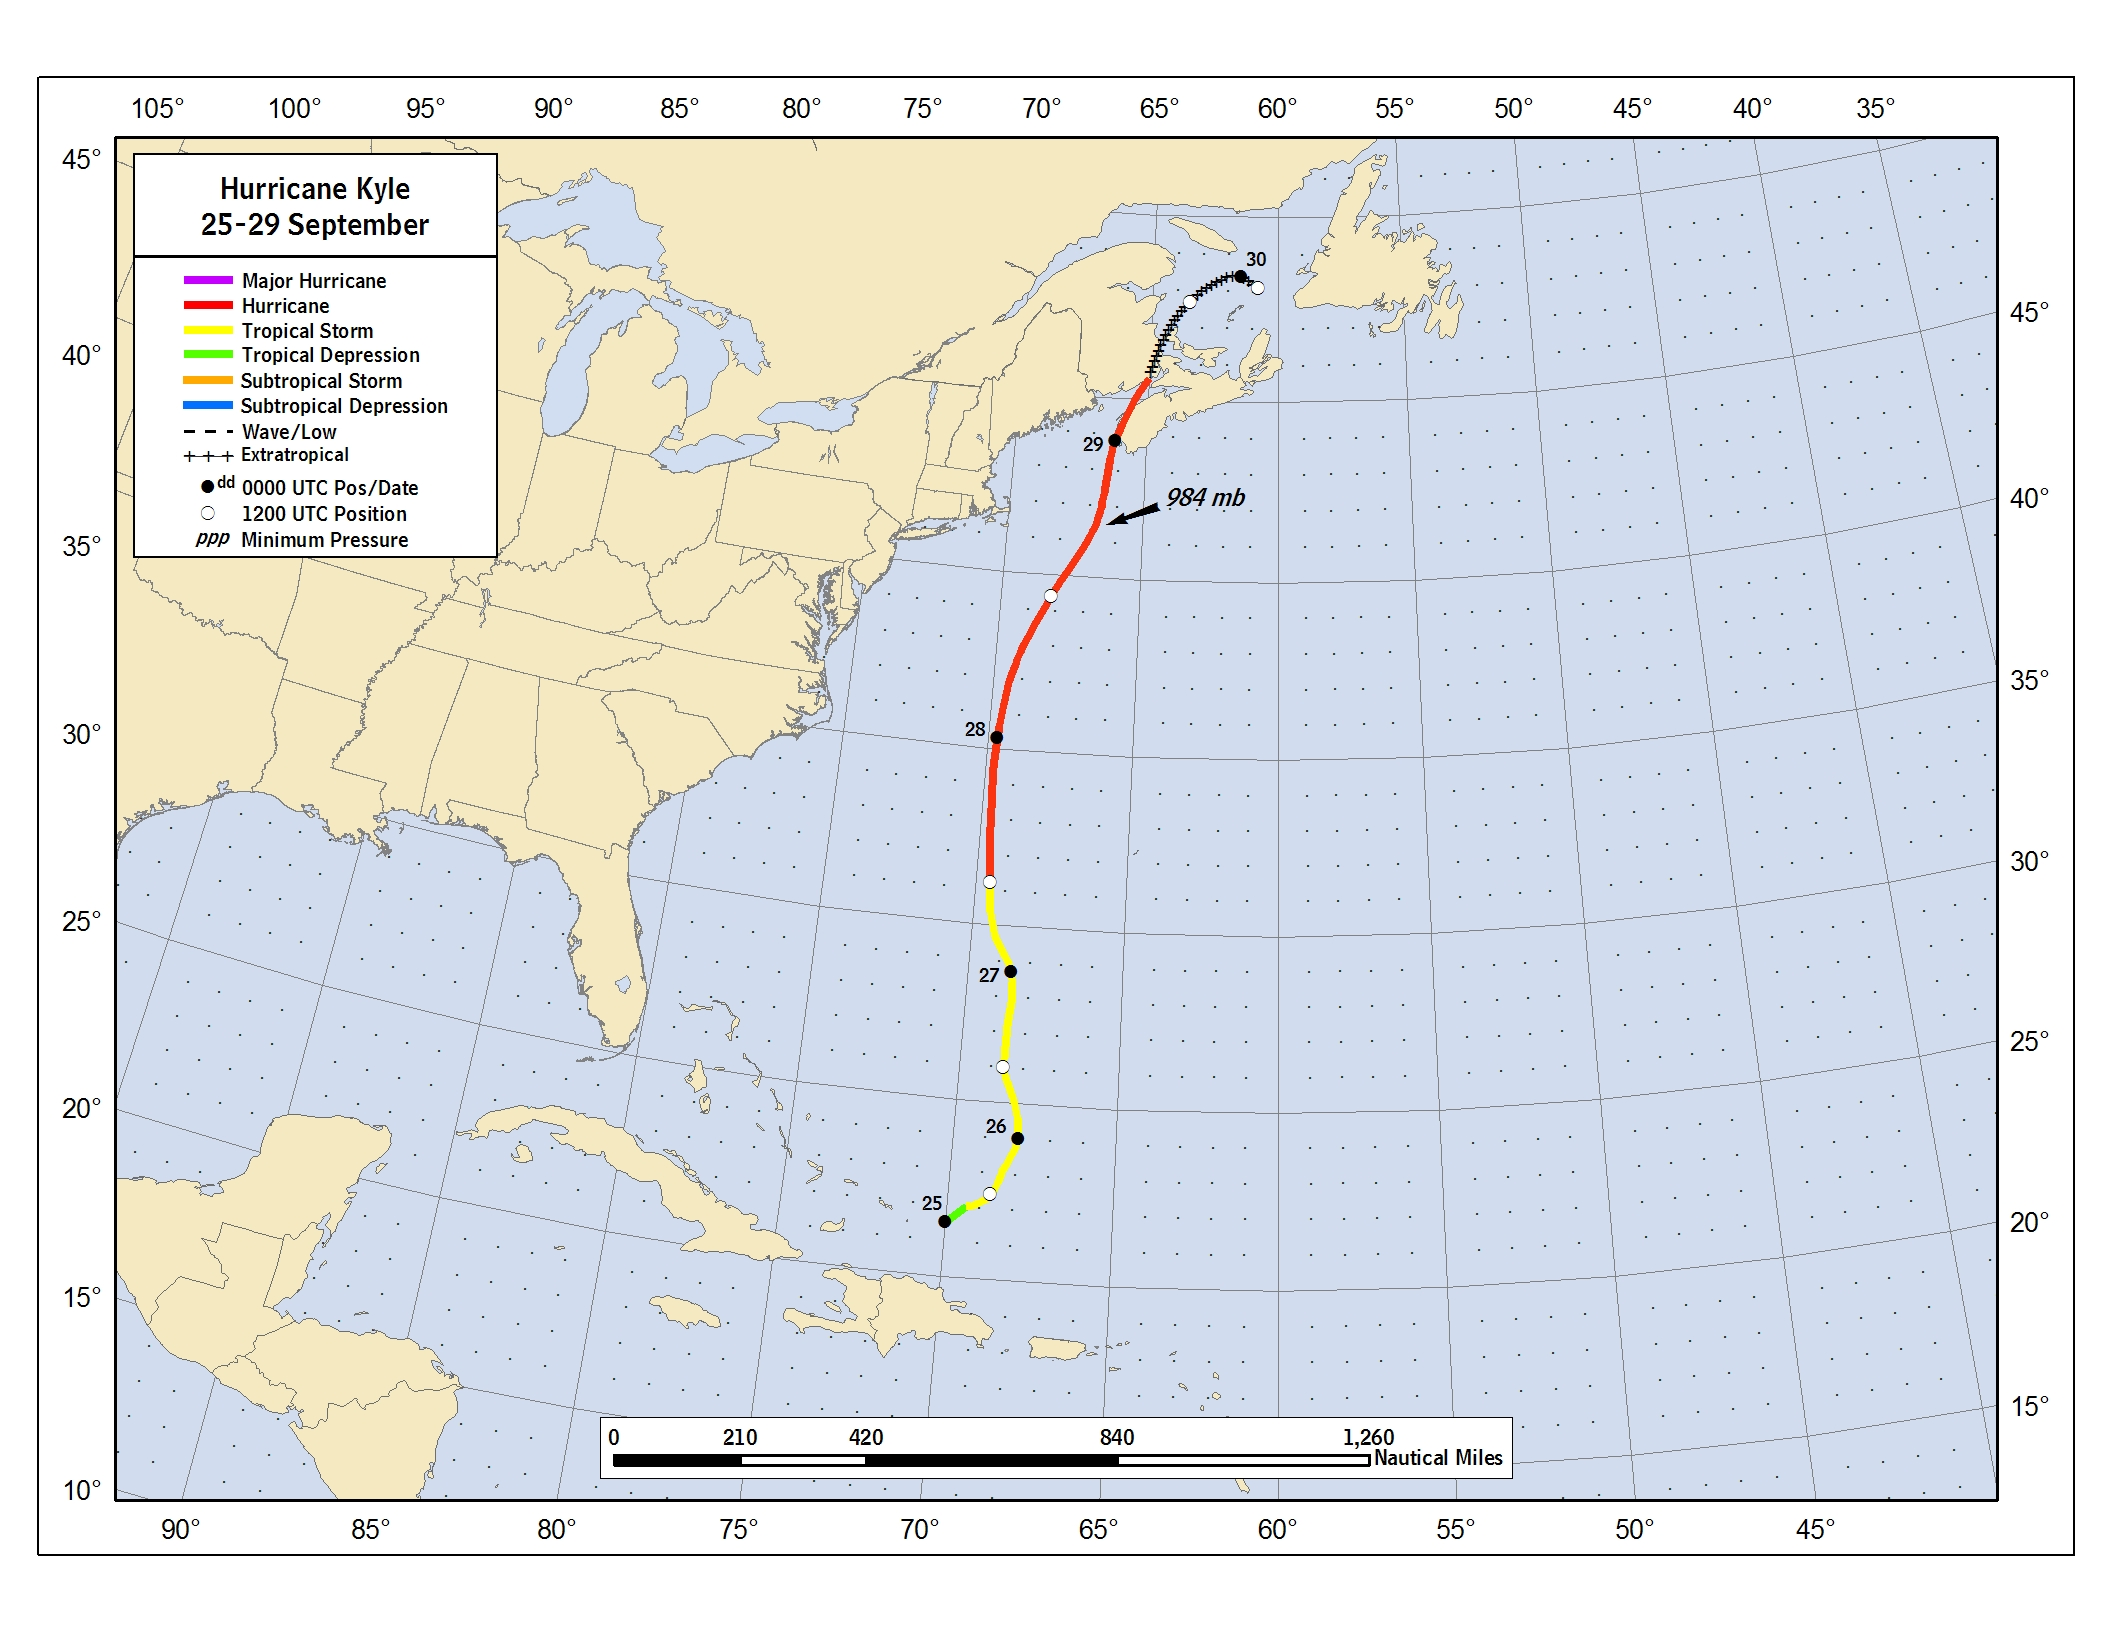 105° 100° 95° 90° 85° 80° 75° 70° 65° 60° 55° 50° 45° 40° 35°
45°
40°
35°
30°
25°
20°
15°
10°
Hurricane Kyle
25-29 September
Major Hurricane
Hurricane
Tropical Storm
Tropical Depression
Subtropical Storm
Subtropical Depression
Wave/Low
+++ Extratropical
dd 0000 UTC Pos/Date
1200 UTC Position
ppp Minimum Pressure
30
29
984 mb
28
27
26
25
45°
40°
35°
30°
25°
20°
15°
0 210 420 840 1,260
Nautical Miles
90° 85° 80° 75° 70° 65° 60° 55° 50° 45°